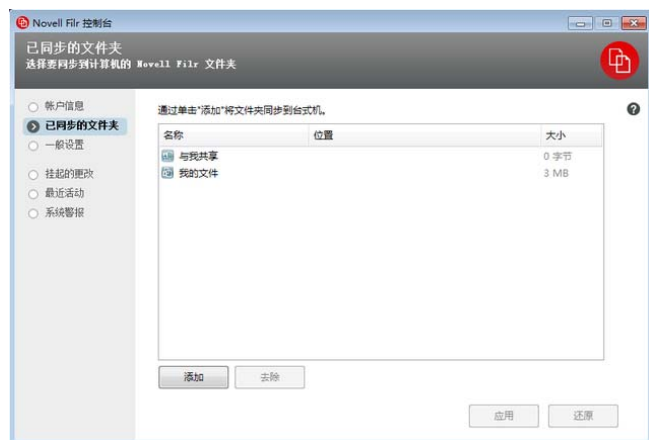 Novell Filr 控制台
已同步的文件夹
选择要同步到计算机的 Novell Filr 文件夹
帐户信息
已同步的文件夹
一般设置
挂起的更改
最近活动
系统警报
通过单击"添加"将文件夹同步到台式机。
名称 位置 大小
与我共享 0 字节
我的文件 3 MB
添加 去除
应用 还原